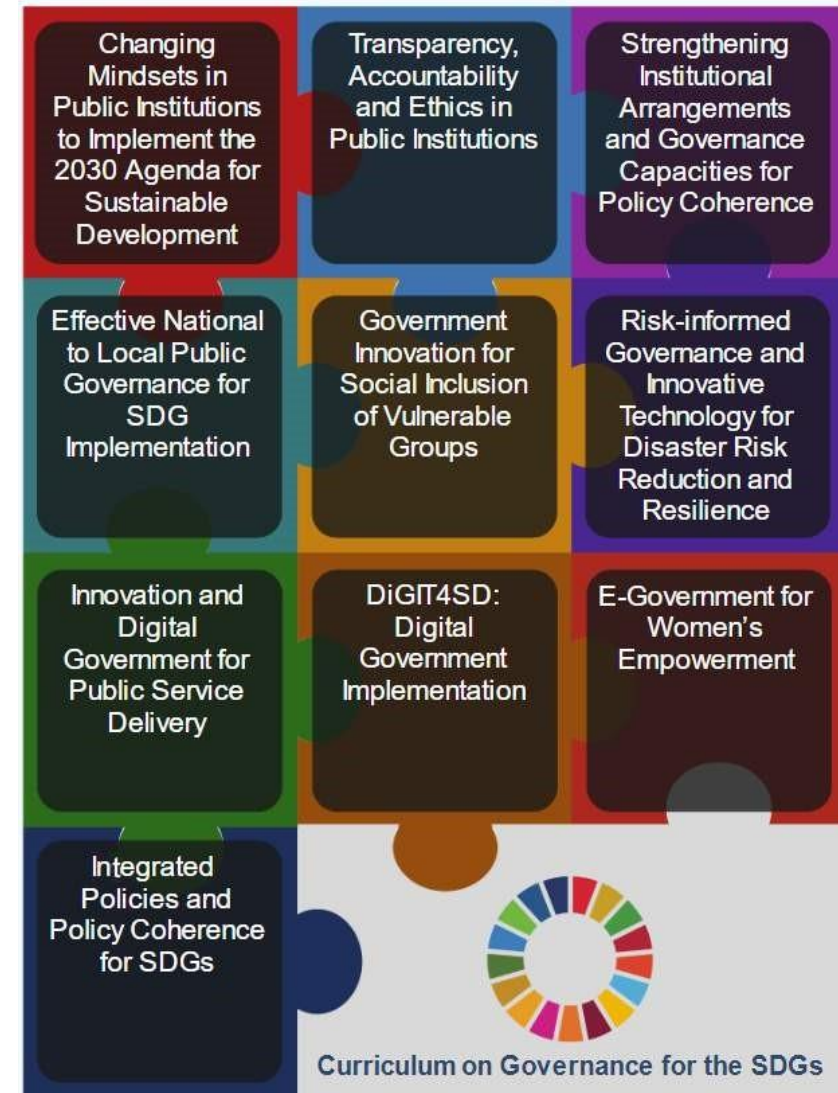 Changing
Mindsets in
Public Institutions
to Implement the
2030 Agenda for
Sustainable
Development
Transparency,
Accountability
and Ethics in
Public Institutions
Strengthening
Institutional
Arrangements
and Governance
Capacities for
Policy Coherence
Effective National
to Local Public
Governance for
SDG
Implementation
Government
Innovation for
Social Inclusion
of Vulnerable
Groups
Risk-informed
Governance and
Innovative
Technology for
Disaster Risk
Reduction and
Resilience
Innovation and
Digital
Government for
Public Service
Delivery
DiGIT4SD:
Digital
Government
Implementation
E-Government for
Women's
Empowerment
Integrated
Policies and
Policy Coherence
for SDGs
Curriculum on Governance for the SDGs